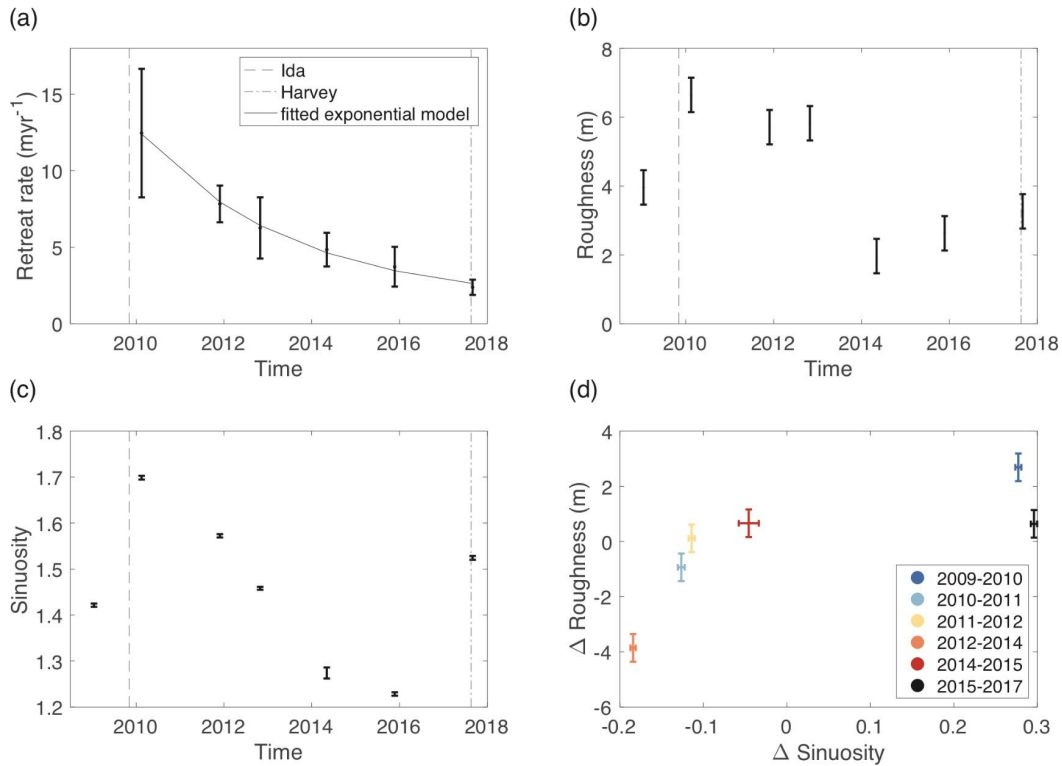 (a)
15
10
5
0
Retreat rate (myr⁻¹)
2010 2012 2014 2016 2018
Time
Ida
Harvey
fitted exponential model
(b)
8
6
4
2
0
Roughness (m)
2010 2012 2014 2016 2018
Time
(c)
1.8
1.7
1.6
1.5
1.4
1.3
1.2
Sinuosity
2010 2012 2014 2016 2018
Time
(d)
4
2
0
-2
-4
-6
Δ Roughness (m)
-0.2 -0.1 0 0.1 0.2 0.3
Δ Sinuosity
2009-2010
2010-2011
2011-2012
2012-2014
2014-2015
2015-2017